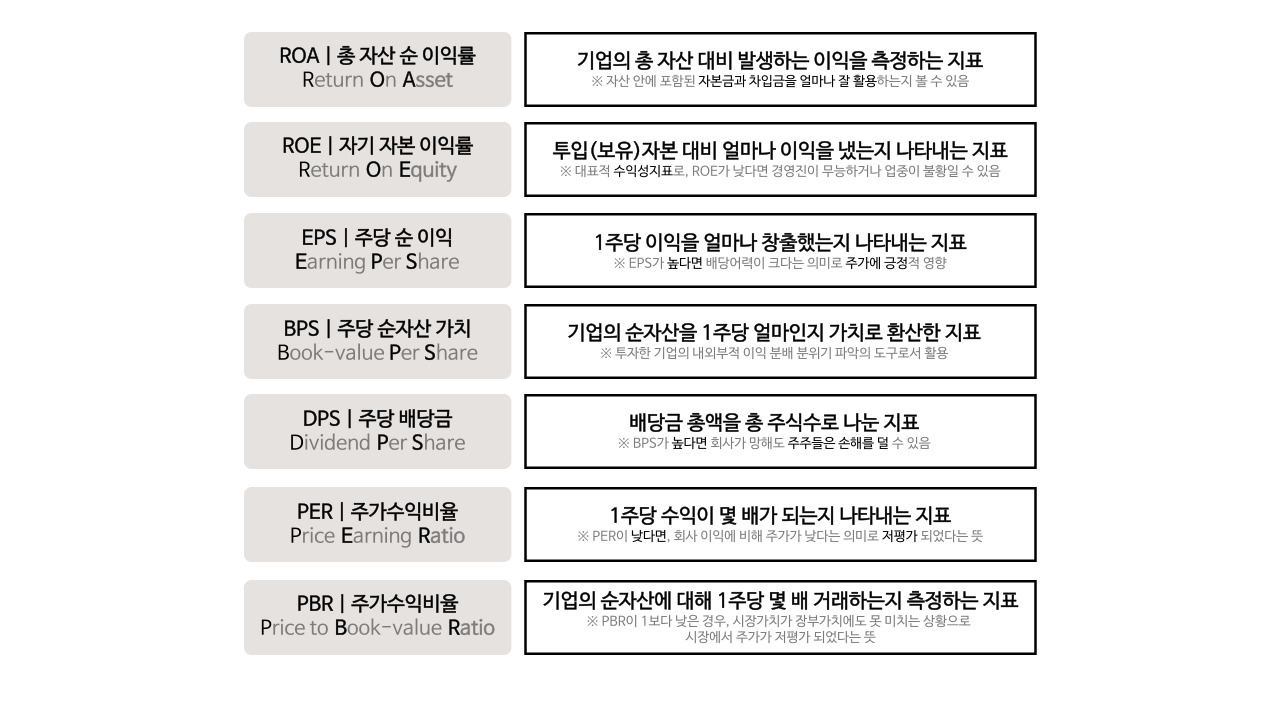 ROA | 총 자산 순 이익률
Return On Asset
기업의 총 자산 대비 발생하는 이익을 측정하는 지표
※ 자산 안에 포함된 자본금과 차입금을 얼마나 잘 활용하는지 볼 수 있음
ROE | 자기 자본 이익률
Return On Equity
투입(보유)자본 대비 얼마나 이익을 냈는지 나타내는 지표
※ 대표적 수익성지표로, ROE가 낮다면 경영진이 무능하거나 업중이 불황일 수 있음
EPS | 주당 순 이익
Earning Per Share
1주당 이익을 얼마나 창출했는지 나타내는 지표
※ EPS가 높다면 배당어력이 크다는 의미로 주가에 긍정적 영향
BPS | 주당 순자산 가치
Book-value Per Share
기업의 순자산을 1주당 얼마인지 가치로 환산한 지표
※ 투자한 기업의 내외부적 이익 분배 분위기 파악의 도구로서 활용
DPS | 주당 배당금
Dividend Per Share
배당금 총액을 총 주식수로 나눈 지표
※ BPS가 높다면 회사가 망해도 주주들은 손해를 덜 수 있음
PER | 주가수익비율
Price Earning Ratio
1주당 수익이 몇 배가 되는지 나타내는 지표
※ PER이 낮다면, 회사 이익에 비해 주가가 낮다는 의미로 저평가 되었다는 뜻
PBR | 주가수익비율
Price to Book-value Ratio
기업의 순자산에 대해 1주당 몇 배 거래하는지 측정하는 지표
※ PBR이 1보다 낮은 경우, 시장가치가 장부가치에도 못 미치는 상황으로
시장에서 주가가 저평가 되었다는 뜻